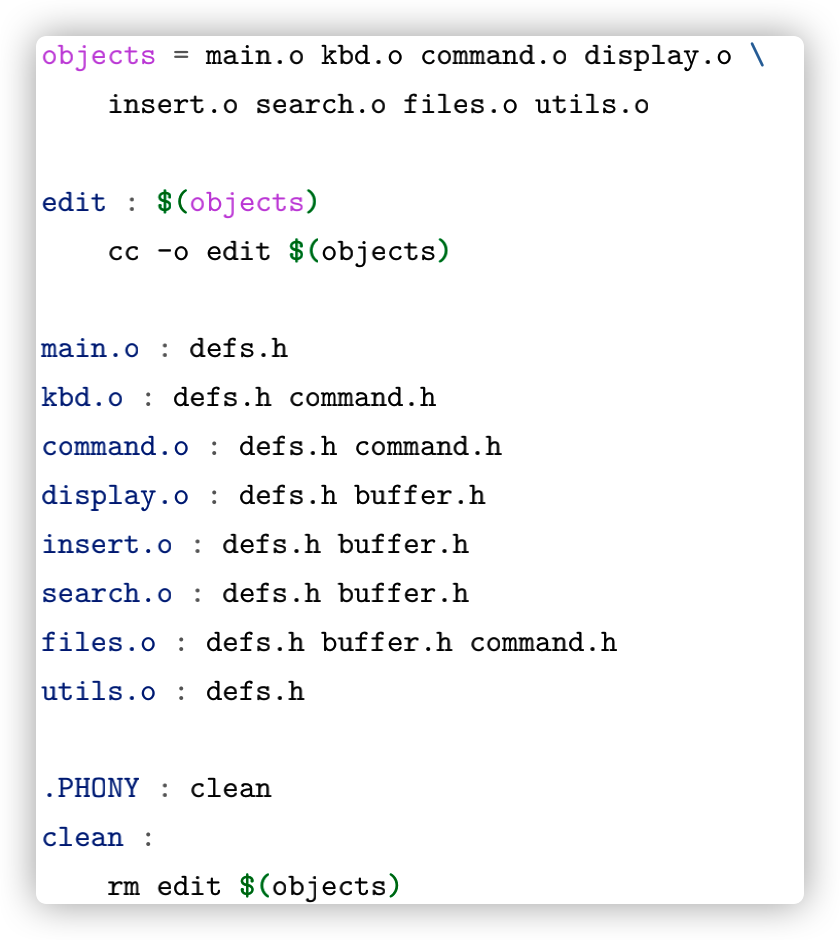 objects = main.o kbd.o command.o display.o \
    insert.o search.o files.o utils.o
edit : $(objects)
    cc -o edit $(objects)
main.o : defs.h
kbd.o : defs.h command.h
command.o : defs.h command.h
display.o : defs.h buffer.h
insert.o : defs.h buffer.h
search.o : defs.h buffer.h
files.o : defs.h buffer.h command.h
utils.o : defs.h
.PHONY : clean
clean :
    rm edit $(objects)